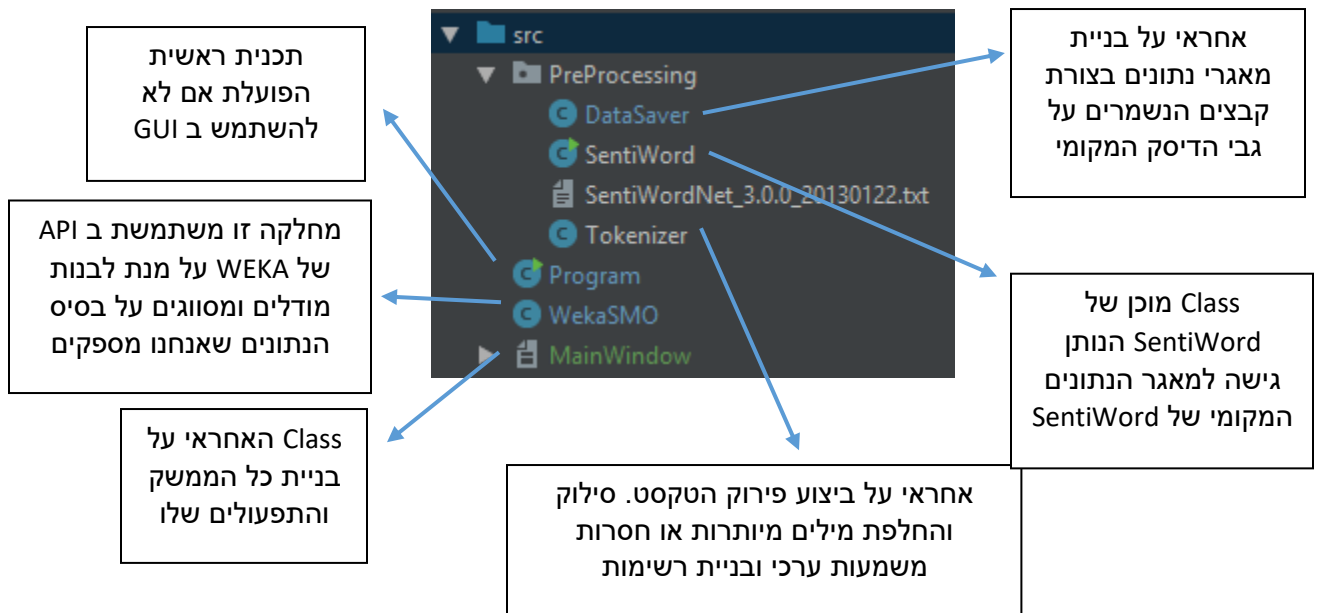 תכנית ראשית
הפועלת אם לא
להשתמש ב GUI
מחלקה זו משתמשת ב API
של WEKA על מנת לבנות
מודלים ומסווגים על בסיס
הנתונים שאנחנו מספקים
Class האחראי על
בניית כל הממשק
והתפעולים שלו
src
PreProcessing
DataSaver
SentiWord
SentiWordNet_3.0.0_20130122.txt
Tokenizer
Program
WekaSMO
MainWindow
אחראי על בניית
מאגרי נתונים בצורת
קבצים הנשמרים על
גבי הדיסק המקומי
Class מוכן של
SentiWord הנותן
גישה למאגר הנתונים
המקומי של SentiWord
אחראי על ביצוע פירוק הטקסט. סילוק
והחלפת מילים מיותרות או חסרות
משמעות ערכי ובניית רשימות